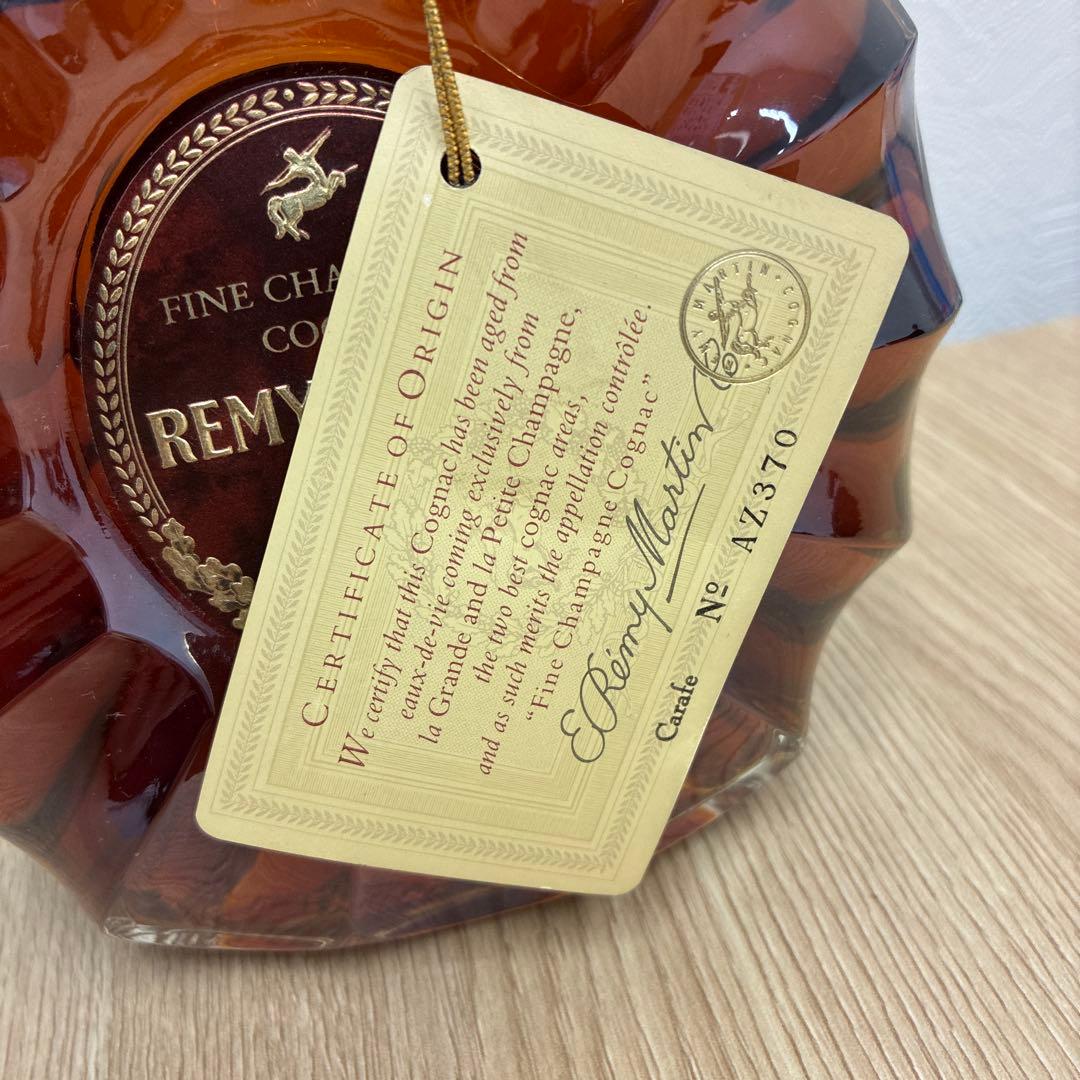 FINE CHA
CO
REMY
CERTIFICATE OF ORIGIN
We certify that this Cognac has been aged from
eaux-de-vie coming exclusively from
la Grande and la Petite Champagne,
the two best cognac areas,
and as such merits the appellation contrôlée.
“Fine Champagne Cognac”
E. Rémy Martin
Carafe Nº AZ370